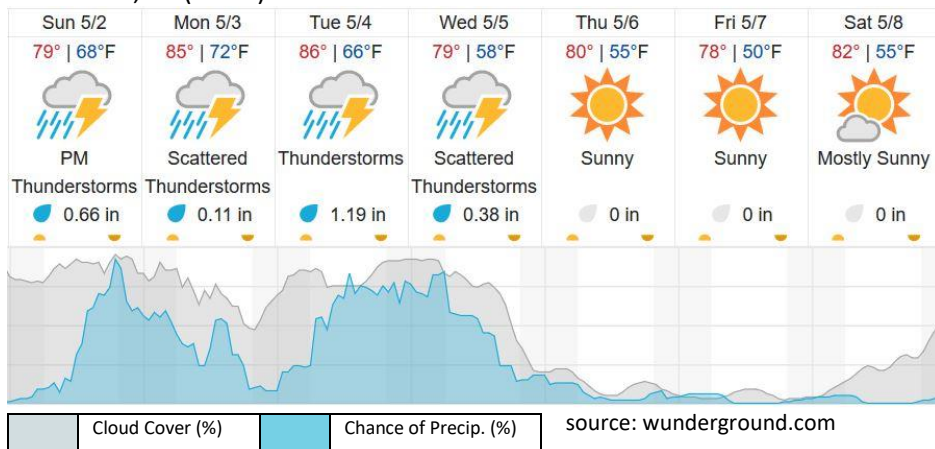 Sun 5/2 Mon 5/3 Tue 5/4 Wed 5/5 Thu 5/6 Fri 5/7 Sat 5/8
79° | 68°F 85° | 72°F 86° | 66°F 79° | 58°F 80° | 55°F 78° | 50°F 82° | 55°F
PM Scattered Thunderstorms Scattered Sunny Sunny Mostly Sunny
Thunderstorms Thunderstorms Thunderstorms
0.66 in 0.11 in 1.19 in 0.38 in 0 in 0 in 0 in
Cloud Cover (%) Chance of Precip. (%) source: wunderground.com